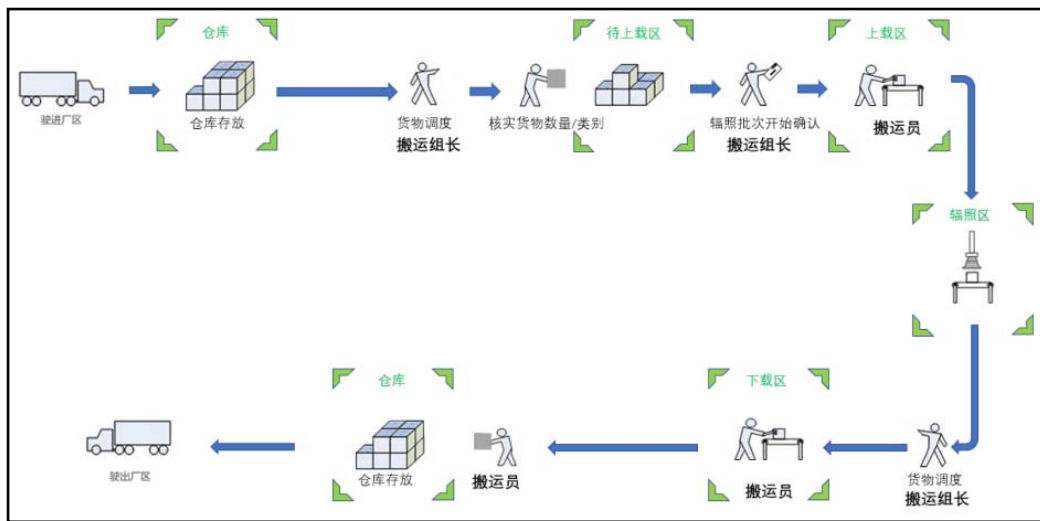 仓库
待上载区
上载区
驶进厂区
仓库存放
货物调度
搬运组长
核实货物数量/类别
辐照批次开始确认
搬运组长
搬运员
辐照区
仓库
下载区
驶出厂区
仓库存放
搬运员
搬运员
货物调度
搬运组长